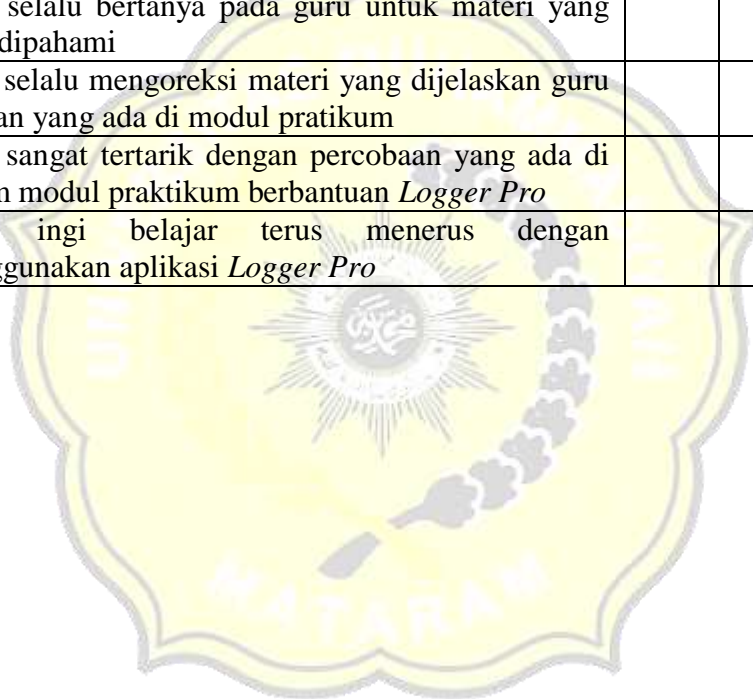 selalu bertanya pada guru untuk materi yang
dipahami
selalu mengoreksi materi yang dijelaskan guru
an yang ada di modul pratikum
sangat tertarik dengan percobaan yang ada di
m modul praktikum berbantuan Logger Pro
ingi belajar terus menerus dengan
ggunakan aplikasi Logger Pro
MATARAM